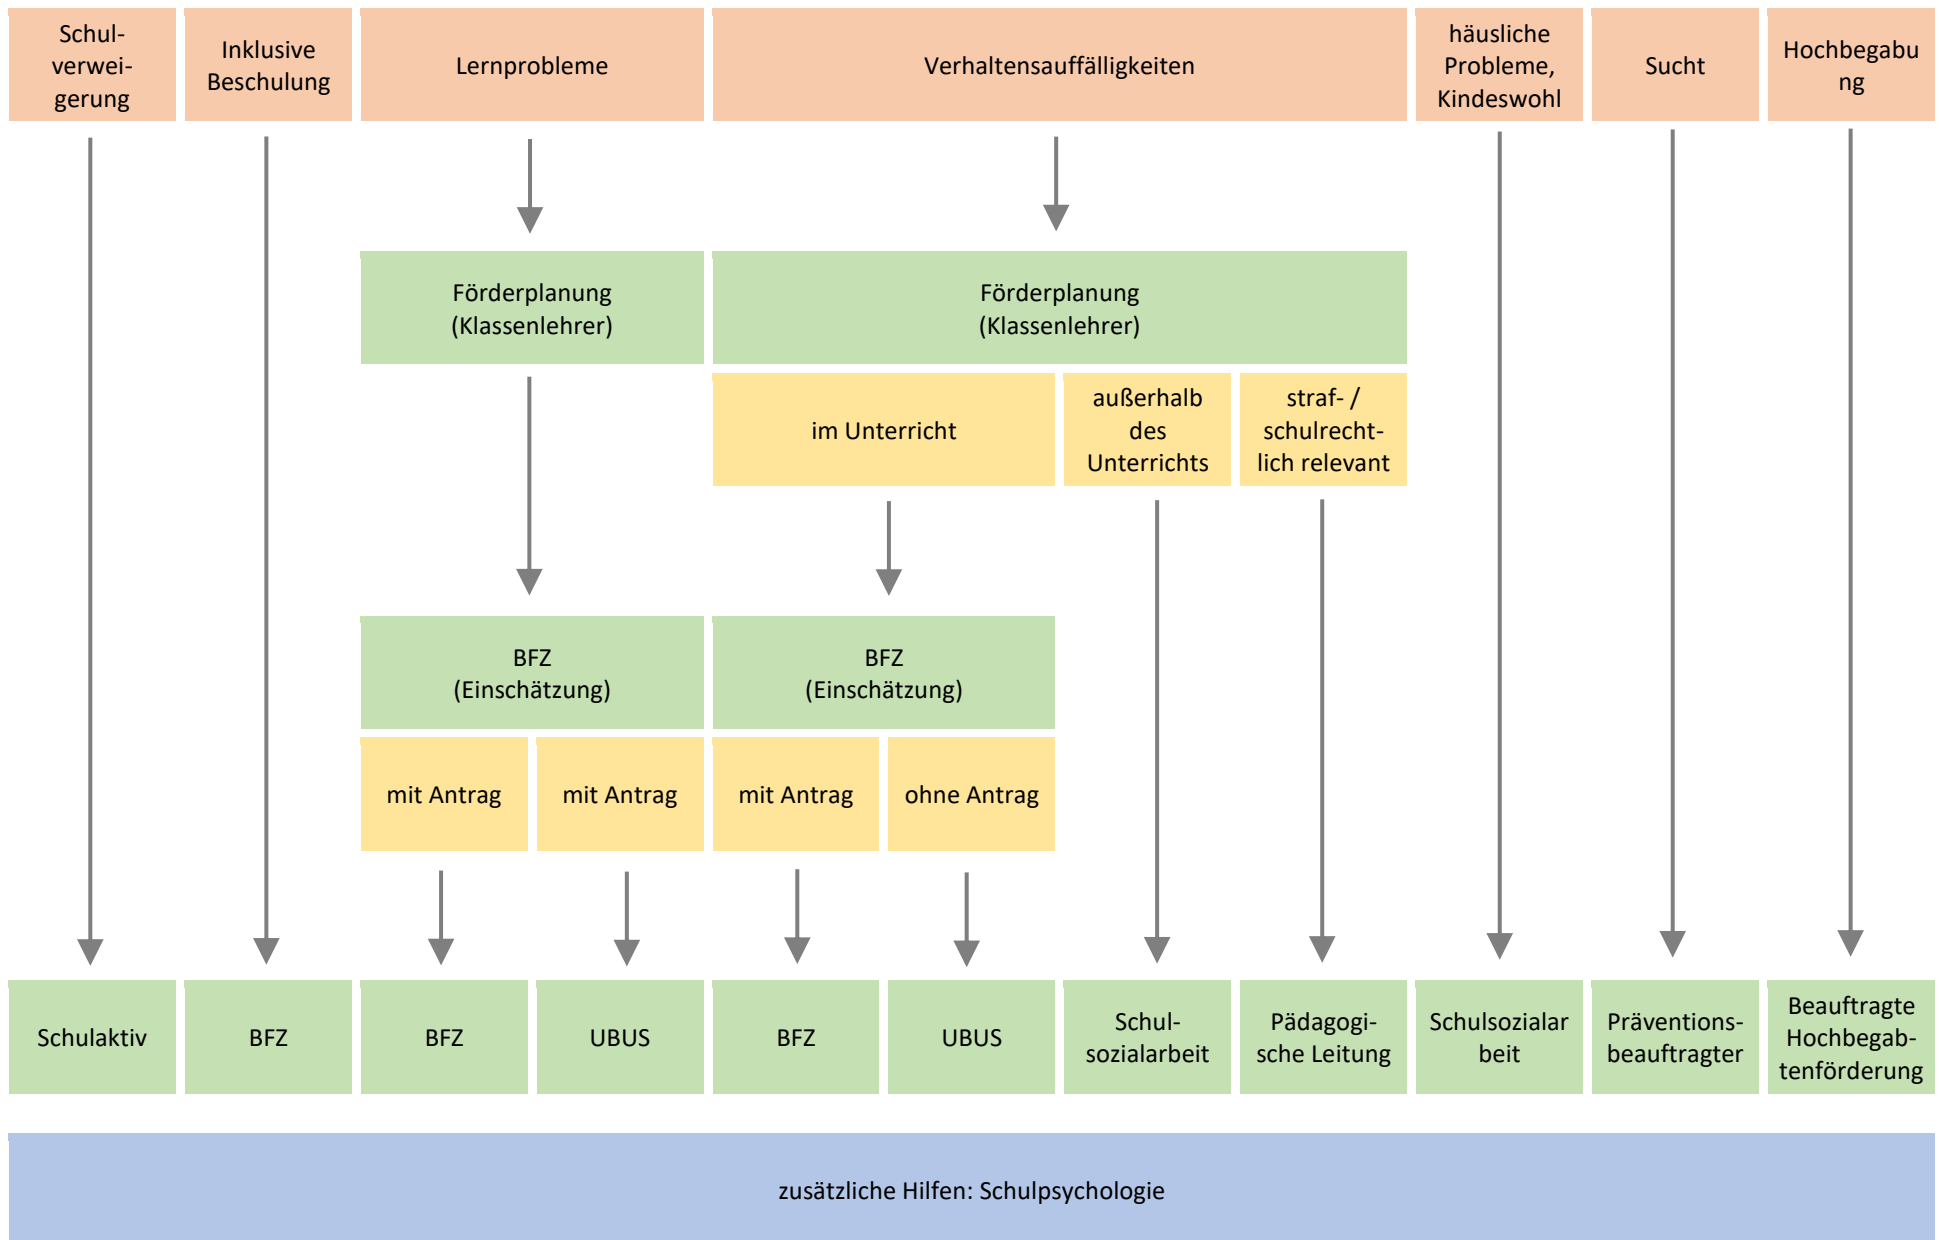 Schul-
verwei-
gerung
Inklusive
Beschulung
Lernprobleme
Verhaltensauffälligkeiten
häusliche
Probleme,
Kindeswohl
Sucht
Hochbegabu
ng
Förderplanung
(Klassenlehrer)
Förderplanung
(Klassenlehrer)
im Unterricht
außerhalb
des
Unterrichts
straf- /
schulrecht-
lich relevant
BFZ
(Einschätzung)
BFZ
(Einschätzung)
mit Antrag
mit Antrag
mit Antrag
ohne Antrag
Schulaktiv
BFZ
BFZ
UBUS
BFZ
UBUS
Schul-
sozialarbeit
Pädagogi-
sche Leitung
Schulsozialar
beit
Präventions-
beauftragter
Beauftragte
Hochbegab-
tenförderung
zusätzliche Hilfen: Schulpsychologie